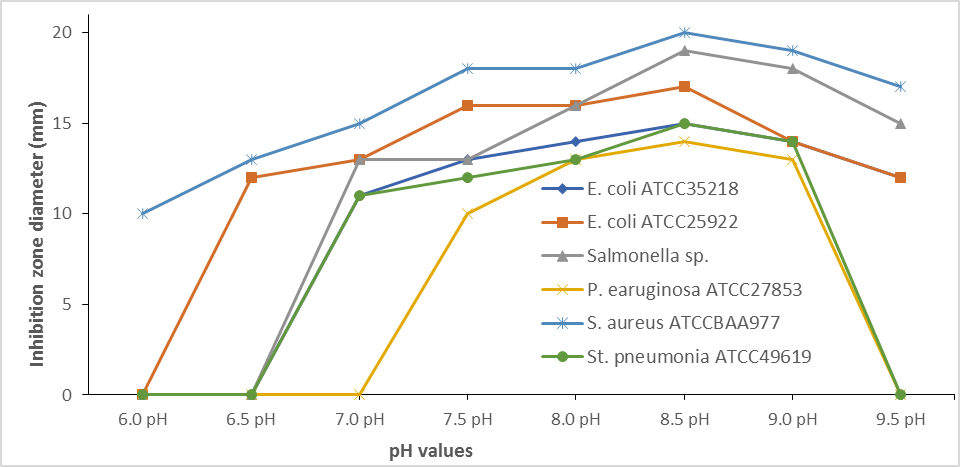 20
15
10
5
0
Inhibition zone diameter (mm)
6.0 pH 6.5 pH 7.0 pH 7.5 pH 8.0 pH 8.5 pH 9.0 pH 9.5 pH
pH values
E. coli ATCC35218
E. coli ATCC25922
Salmonella sp.
P. earuginosa ATCC27853
S. aureus ATCCBAA977
St. pneumonia ATCC49619